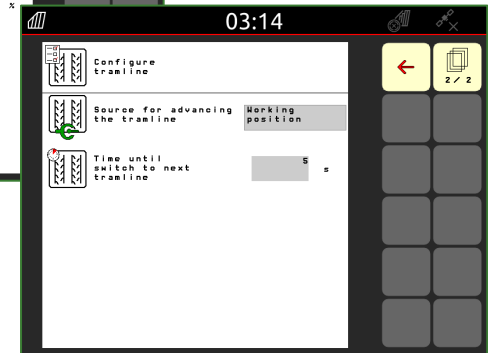 %
03:14
Configure
tramline
2 / 2
Source for advancing
the tramline
Working
position
Time until
switch to next
tramline
5
s